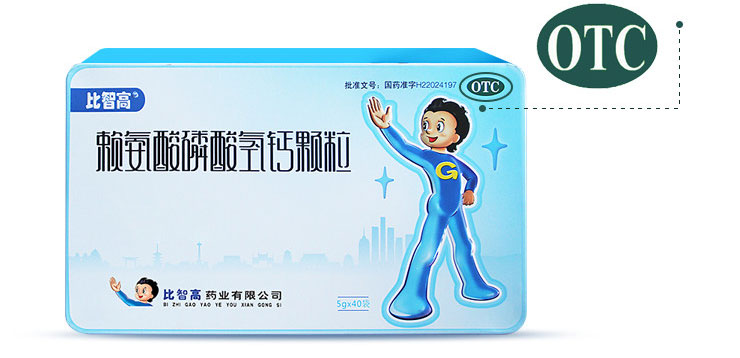 OTC
比智高
批准文号：国药准字H22024197
OTC
赖氨酸磷酸氢钙颗粒
G
比智高药业有限公司
BI ZHI GAO YAO YE YOU XIAN GONG SI
5g×40袋